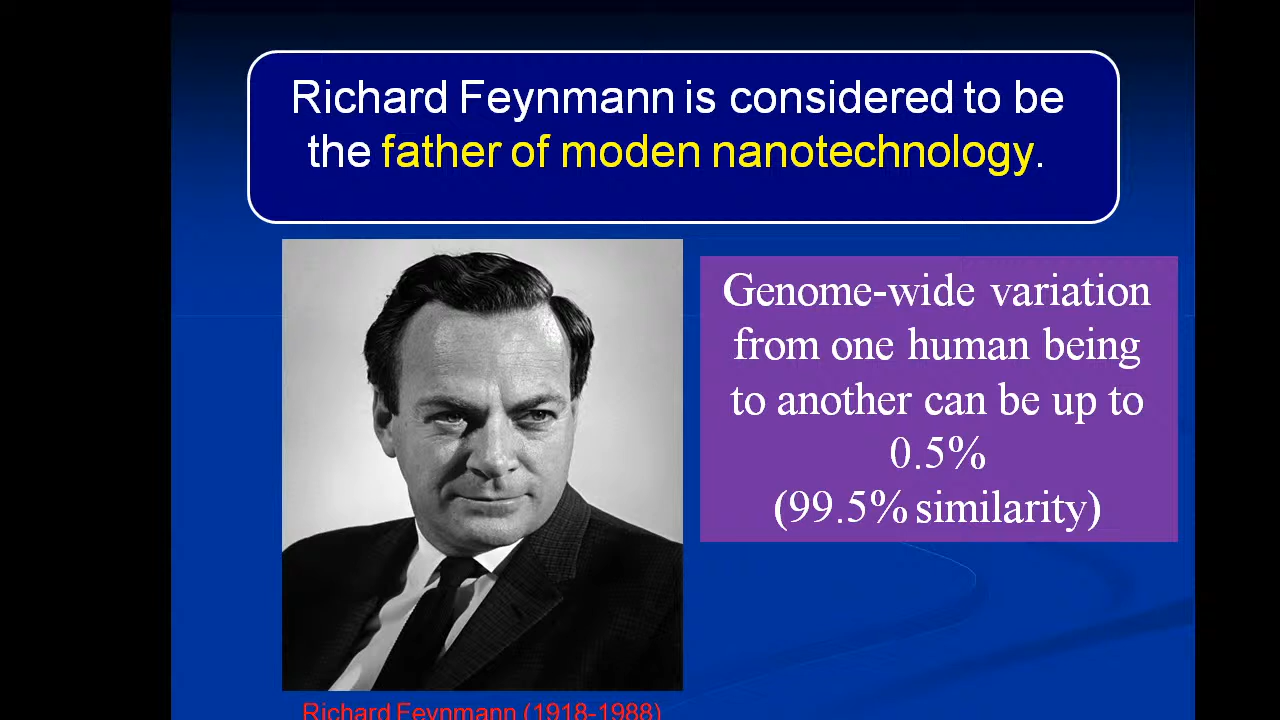 Richard Feynmann is considered to be
the father of moden nanotechnology.
Genome-wide variation
from one human being
to another can be up to
0.5%
(99.5% similarity)
Richard Feynmann (1918-1988)